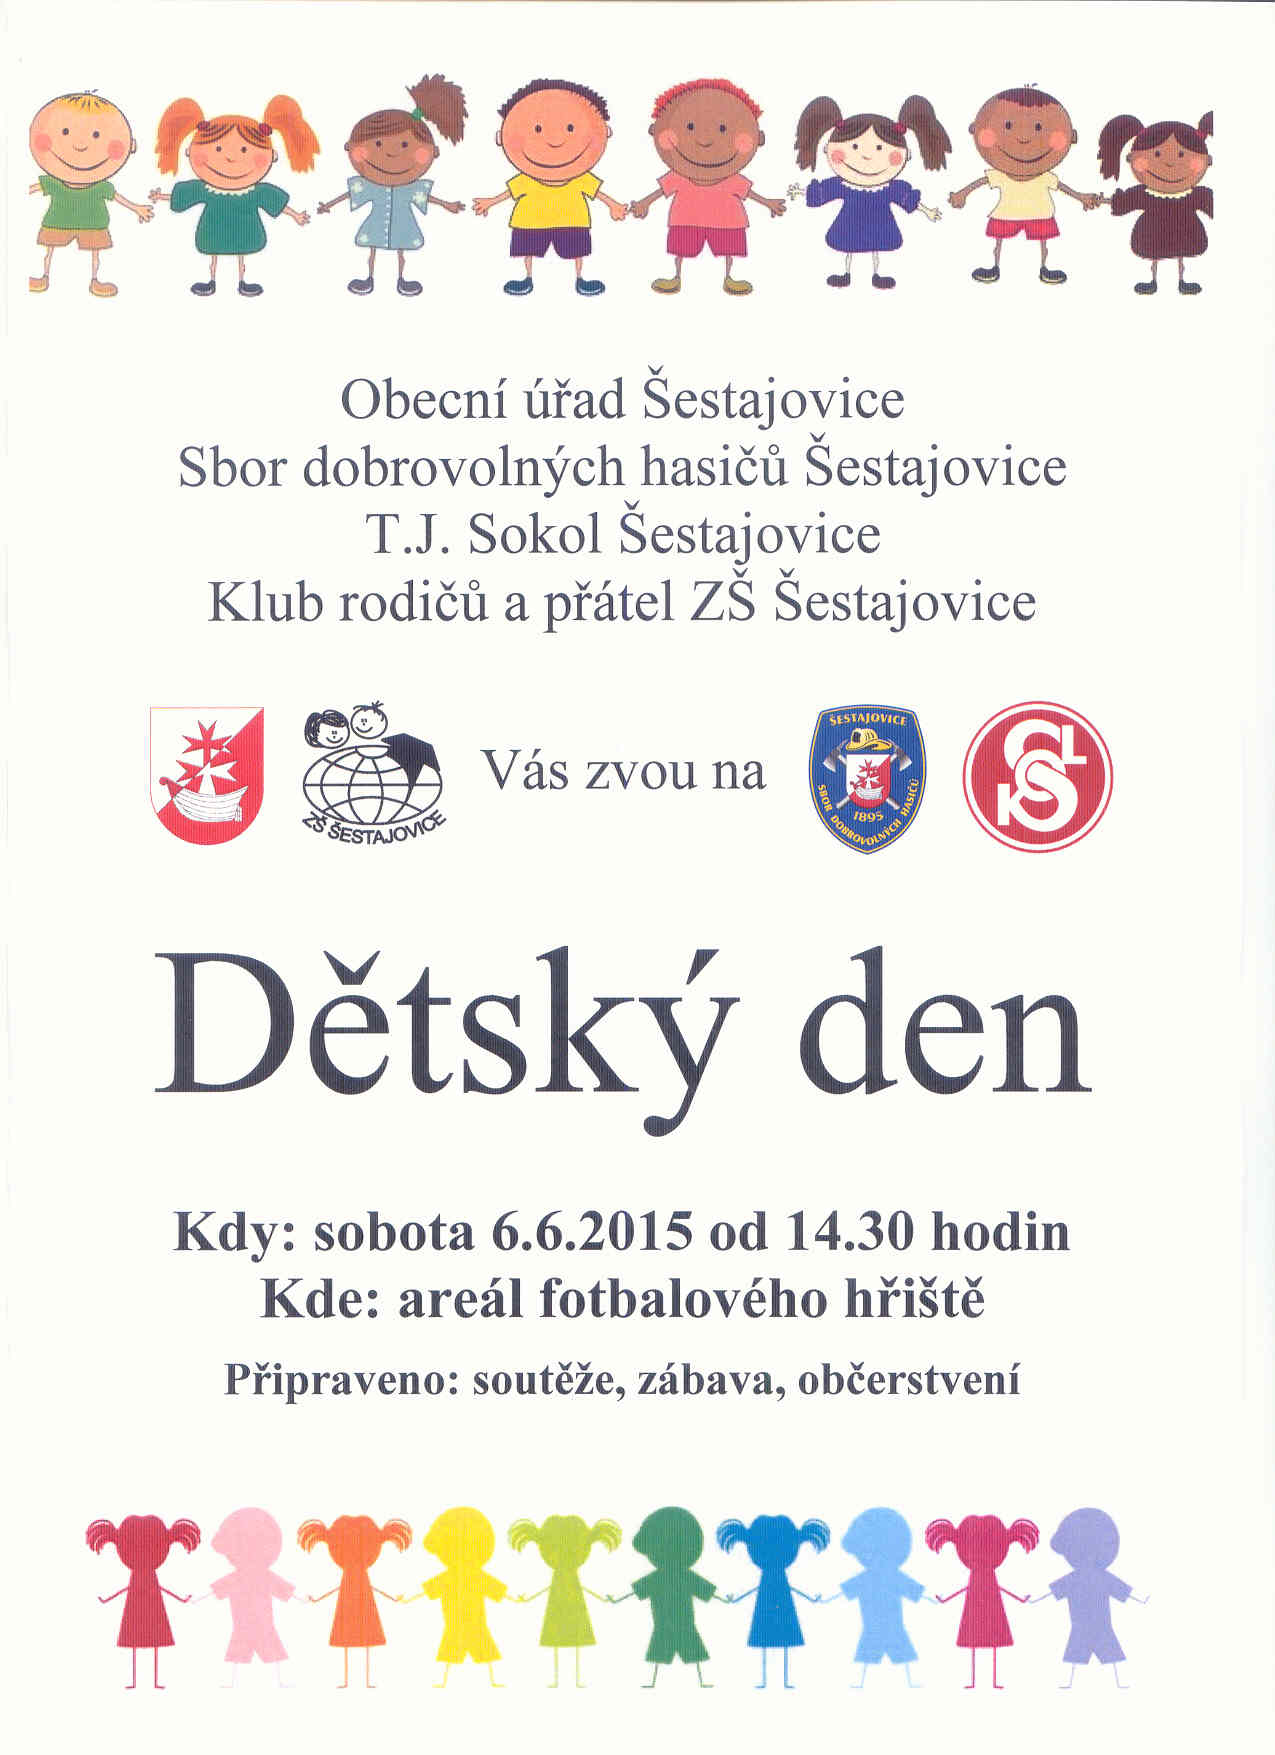 Obecní úřad Šestajovice
Sbor dobrovolných hasičů Šestajovice
T.J. Sokol Šestajovice
Klub rodičů a přátel ZŠ Šestajovice
ZŠ ŠESTAJOVICE
Vás zvou na
ŠESTAJOVICE
1895
SBOR DOBROVOLNÝCH HASIČŮ
SOKOL
Dětský den
Kdy: sobota 6.6.2015 od 14.30 hodin
Kde: areál fotbalového hřiště
Připraveno: soutěže, zábava, občerstvení